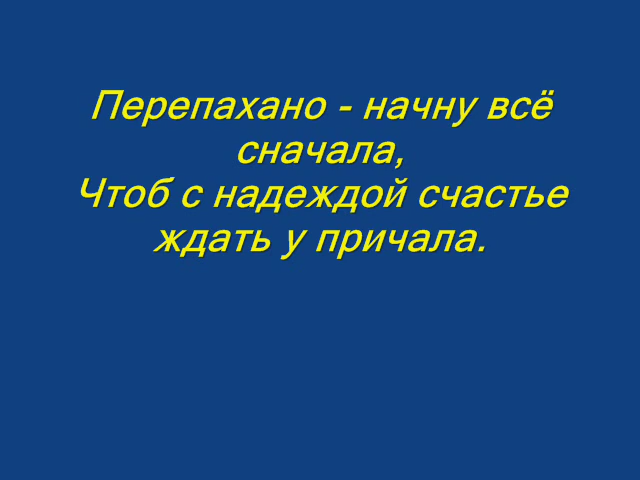 Перепахано - начну всё
сначала,
Чтоб с надеждой счастье
ждать у причала.